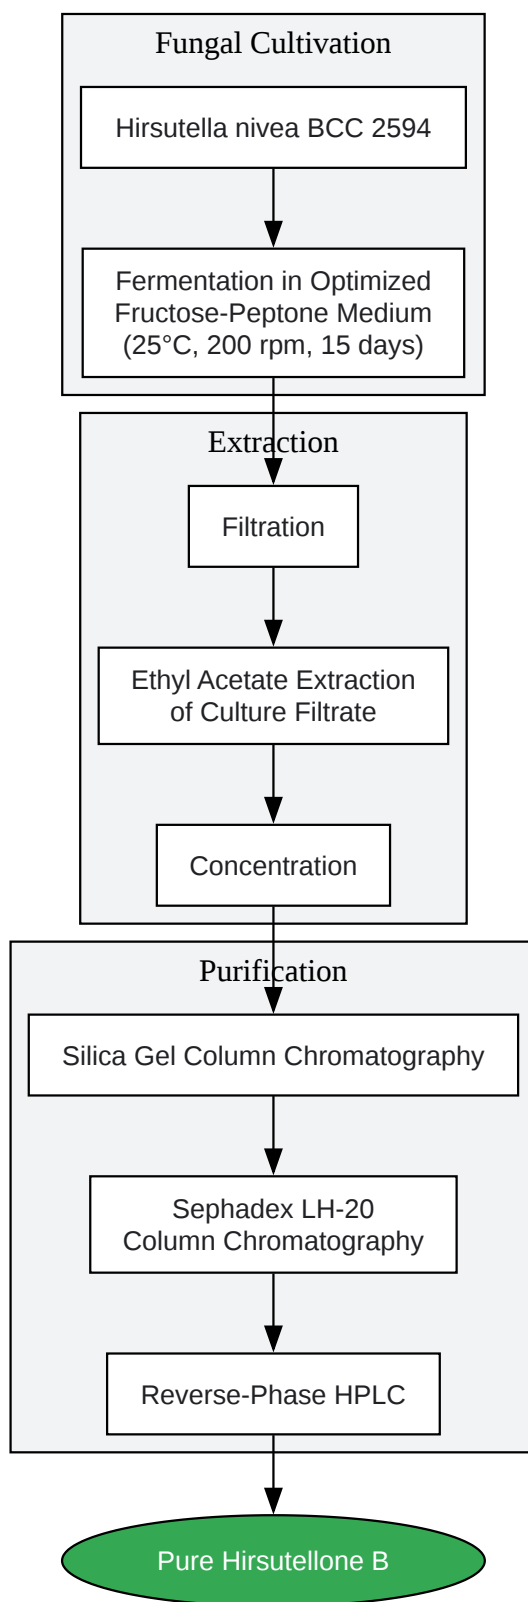 Fungal Cultivation
Hirsutella nivea BCC 2594
Fermentation in Optimized
Fructose-Peptone Medium
(25°C, 200 rpm, 15 days)
Extraction
Filtration
Ethyl Acetate Extraction
of Culture Filtrate
Concentration
Purification
Silica Gel Column Chromatography
Sephadex LH-20
Column Chromatography
Reverse-Phase HPLC
Pure Hirsutellone B